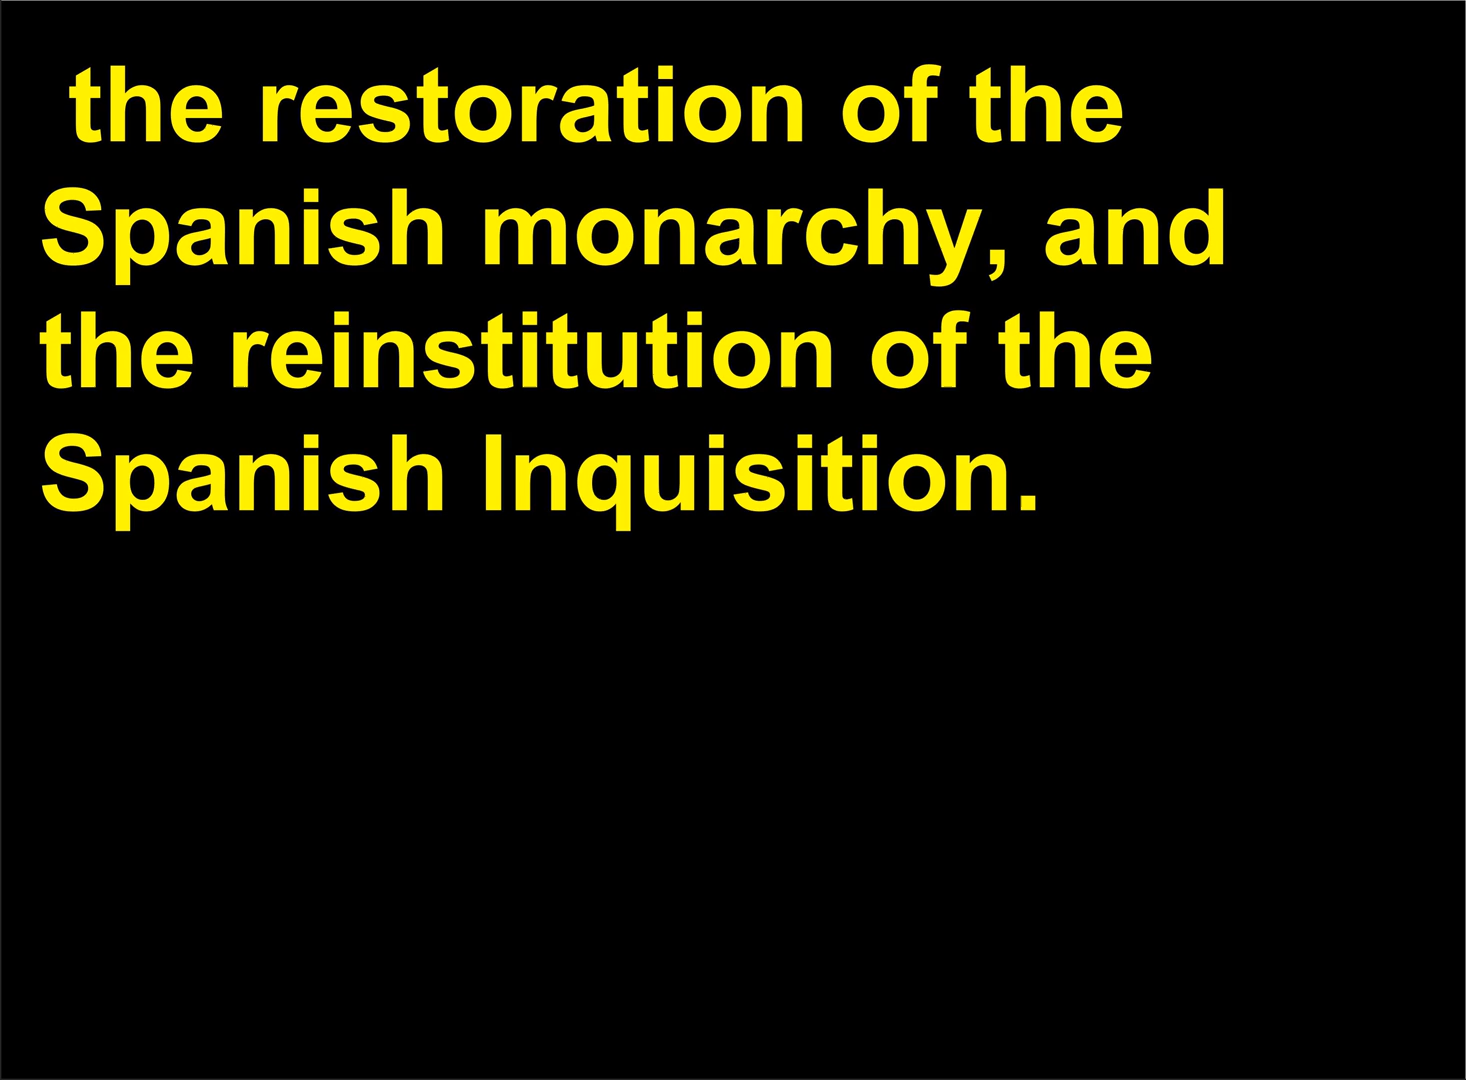 the restoration of the
Spanish monarchy, and
the reinstitution of the
Spanish Inquisition.